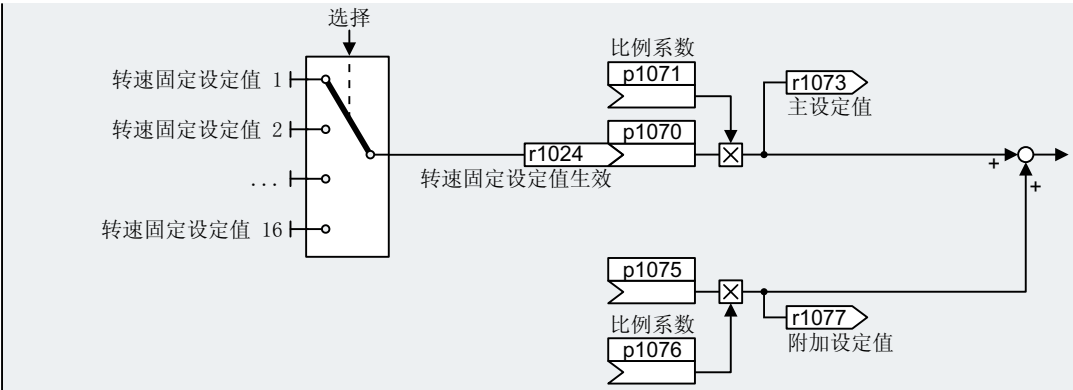 选择
转速固定设定值 1
转速固定设定值 2
...
转速固定设定值 16
r1024
转速固定设定值生效
比例系数
p1071
p1070
r1073
主设定值
+
+
p1075
比例系数
p1076
r1077
附加设定值